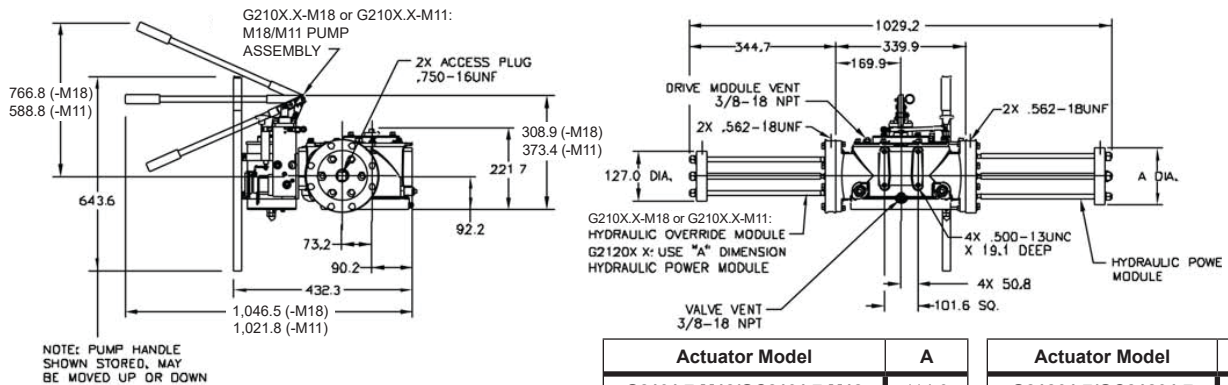 G210X.X-M18 or G210X.X-M11:
M18/M11 PUMP
ASSEMBLY
2X ACCESS PLUG
.750-16UNF
766.8 (-M18)
588.8 (-M11)
643.6
308.9 (-M18)
373.4 (-M11)
221.7
92.2
73.2
90.2
432.3
1,046.5 (-M18)
1,021.8 (-M11)
NOTE: PUMP HANDLE
SHOWN STORED, MAY
BE MOVED UP OR DOWN
1029.2
344.7
339.9
169.9
DRIVE MODULE VENT
3/8-18 NPT
2X .562-18UNF
2X .562-18UNF
127.0 DIA.
A DIA.
G210X.X-M18 or G210X.X-M11:
HYDRAULIC OVERRIDE MODULE
G2120X X: USE "A" DIMENSION
HYDRAULIC POWER MODULE
4X .500-13UNC
X 19.1 DEEP
HYDRAULIC POWE
MODULE
4X 50.8
101.6 SQ.
VALVE VENT
3/8-18 NPT
Actuator Model
A
Actuator Model